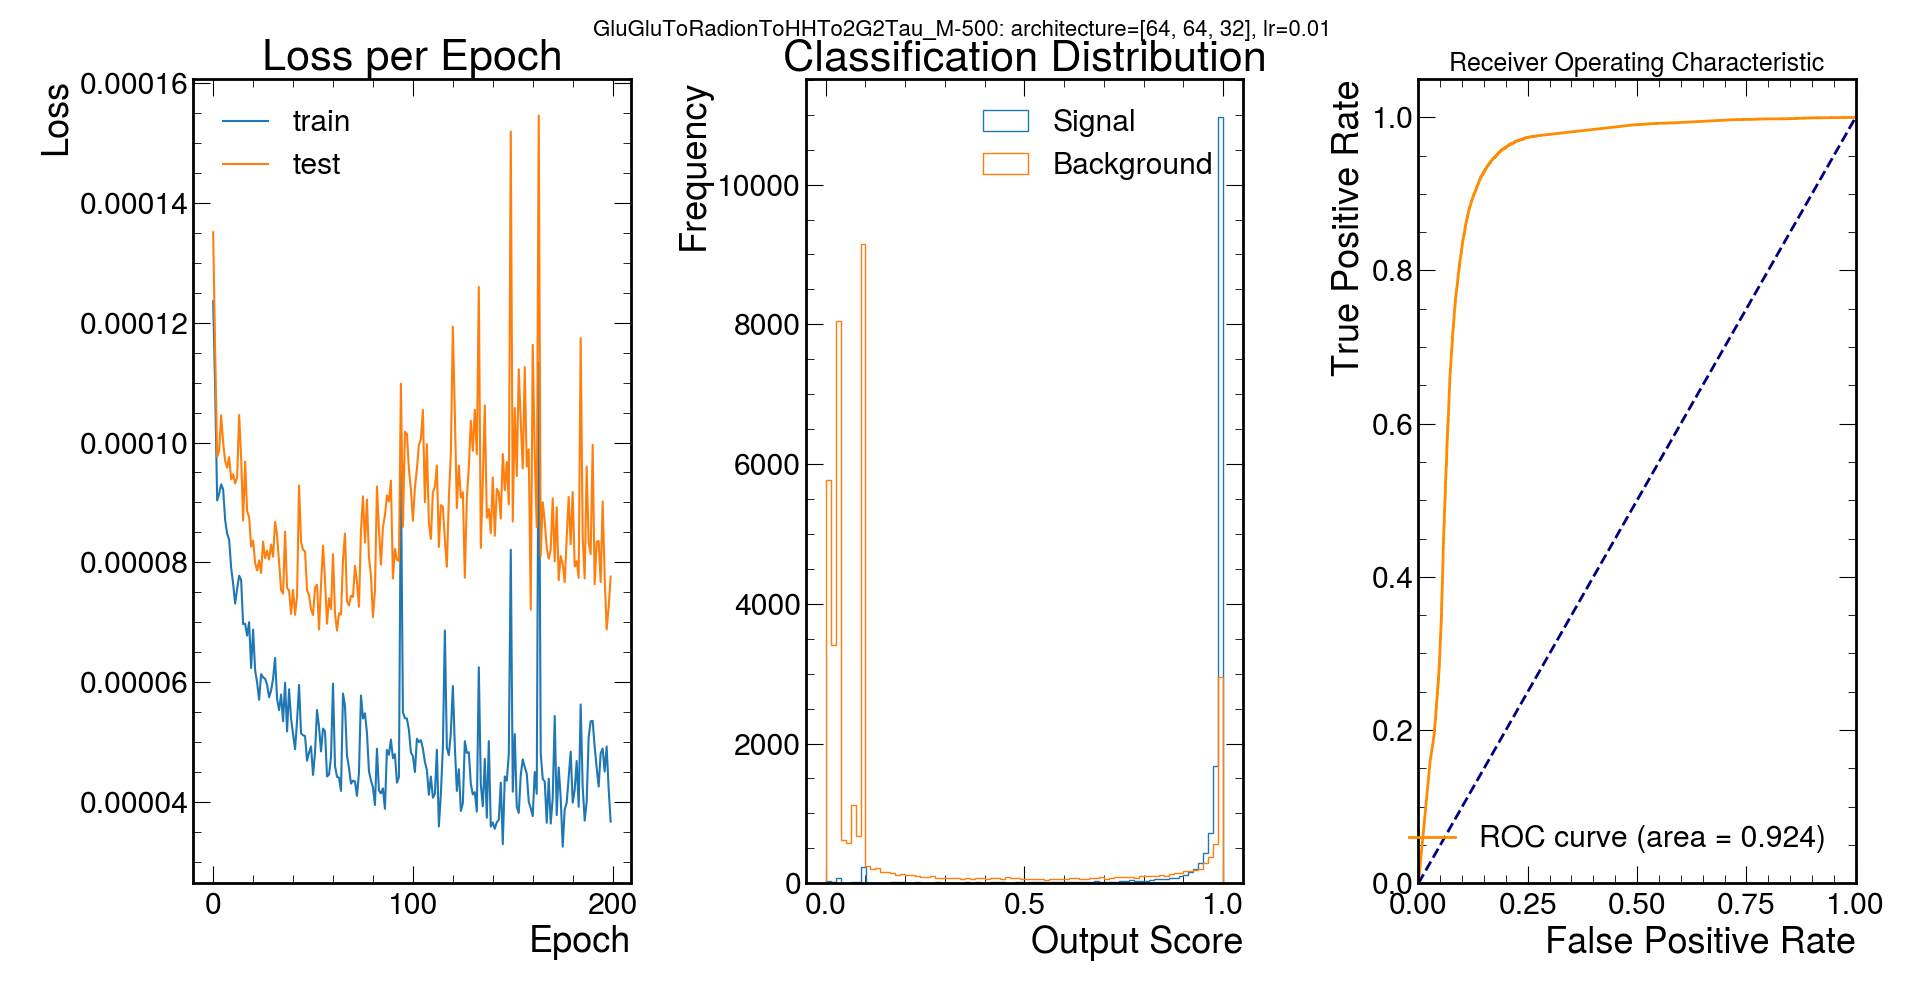 GluGluToRadionToHHTo2G2Tau_M-500: architecture=[64, 64, 32], lr=0.01
Loss per Epoch
Loss
0.00016
0.00014
0.00012
0.00010
0.00008
0.00006
0.00004
train
test
0 100 200
Epoch
Classification Distribution
Frequency
10000
8000
6000
4000
2000
0
Signal
Background
0.0 0.5 1.0
Output Score
Receiver Operating Characteristic
True Positive Rate
1.0
0.8
0.6
0.4
0.2
0.0
ROC curve (area = 0.924)
0.00 0.25 0.50 0.75 1.00
False Positive Rate